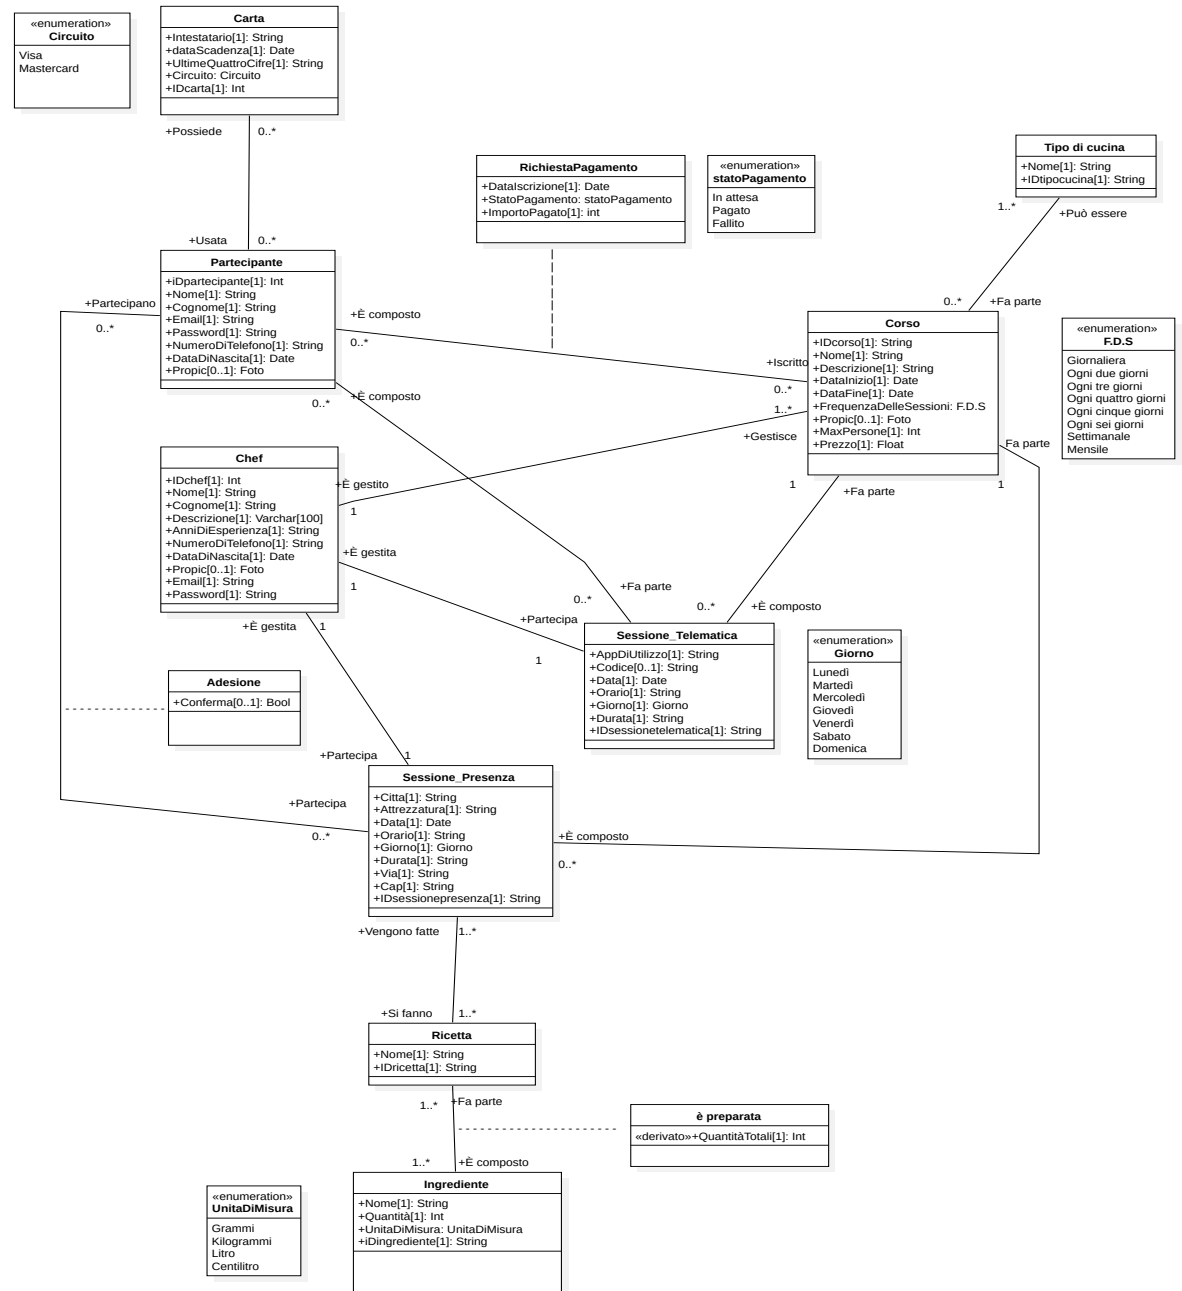 «enumeration»
Circuito
Visa
Mastercard
Carta
+Intestatario[1]: String
+dataScadenza[1]: Date
+UltimeQuattroCifre[1]: String
+Circuito: Circuito
+IDcarta[1]: Int
+Possiede
0..*
+Usata
0..*
RichiestaPagamento
+DataIscrizione[1]: Date
+StatoPagamento: statoPagamento
+ImportoPagato[1]: int
«enumeration»
statoPagamento
In attesa
Pagato
Fallito
Tipo di cucina
+Nome[1]: String
+IDtipocucina[1]: String
1..*
+Può essere
0..*
+Fa parte
Partecipante
+iDpartecipante[1]: Int
+Nome[1]: String
+Cognome[1]: String
+Email[1]: String
+Password[1]: String
+NumeroDiTelefono[1]: String
+DataDiNascita[1]: Date
+Propic[0..1]: Foto
+Partecipano
0..*
+È composto
0..*
+Iscritto
0..*
Corso
+IDcorso[1]: String
+Nome[1]: String
+Descrizione[1]: String
+DataInizio[1]: Date
+DataFine[1]: Date
+FrequenzaDelleSessioni: F.D.S
+Propic[0..1]: Foto
+MaxPersone[1]: Int
+Prezzo[1]: Float
«enumeration»
F.D.S
Giornaliera
Ogni due giorni
Ogni tre giorni
Ogni quattro giorni
Ogni cinque giorni
Ogni sei giorni
Settimanale
Mensile
0..*
+È composto
1..*
+Gestisce
Fa parte
1
Chef
+IDchef[1]: Int
+Nome[1]: String
+Cognome[1]: String
+Descrizione[1]: Varchar[100]
+AnniDiEsperienza[1]: String
+NumeroDiTelefono[1]: String
+DataDiNascita[1]: Date
+Propic[0..1]: Foto
+Email[1]: String
+Password[1]: String
+È gestito
1
+È gestita
1
1
+Fa parte
+Fa parte
0..*
0..*
+È composto
+Partecipa
1
+È gestita
1
Sessione_Telematica
+AppDiUtilizzo[1]: String
+Codice[0..1]: String
+Data[1]: Date
+Orario[1]: String
+Giorno[1]: Giorno
+Durata[1]: String
+IDsessionetelematica[1]: String
«enumeration»
Giorno
Lunedì
Martedì
Mercoledì
Giovedì
Venerdì
Sabato
Domenica
Adesione
+Conferma[0..1]: Bool
+Partecipa
1
+Partecipa
0..*
Sessione_Presenza
+Citta[1]: String
+Attrezzatura[1]: String
+Data[1]: Date
+Orario[1]: String
+Giorno[1]: Giorno
+Durata[1]: String
+Via[1]: String
+Cap[1]: String
+IDsessionepresenza[1]: String
+È composto
0..*
+Vengono fatte
1..*
+Si fanno
1..*
Ricetta
+Nome[1]: String
+IDricetta[1]: String
1..*
+Fa parte
è preparata
«derivato»+QuantitàTotali[1]: Int
1..*
+È composto
«enumeration»
UnitaDiMisura
Grammi
Kilogrammi
Litro
Centilitro
Ingrediente
+Nome[1]: String
+Quantità[1]: Int
+UnitaDiMisura: UnitaDiMisura
+iDingrediente[1]: String